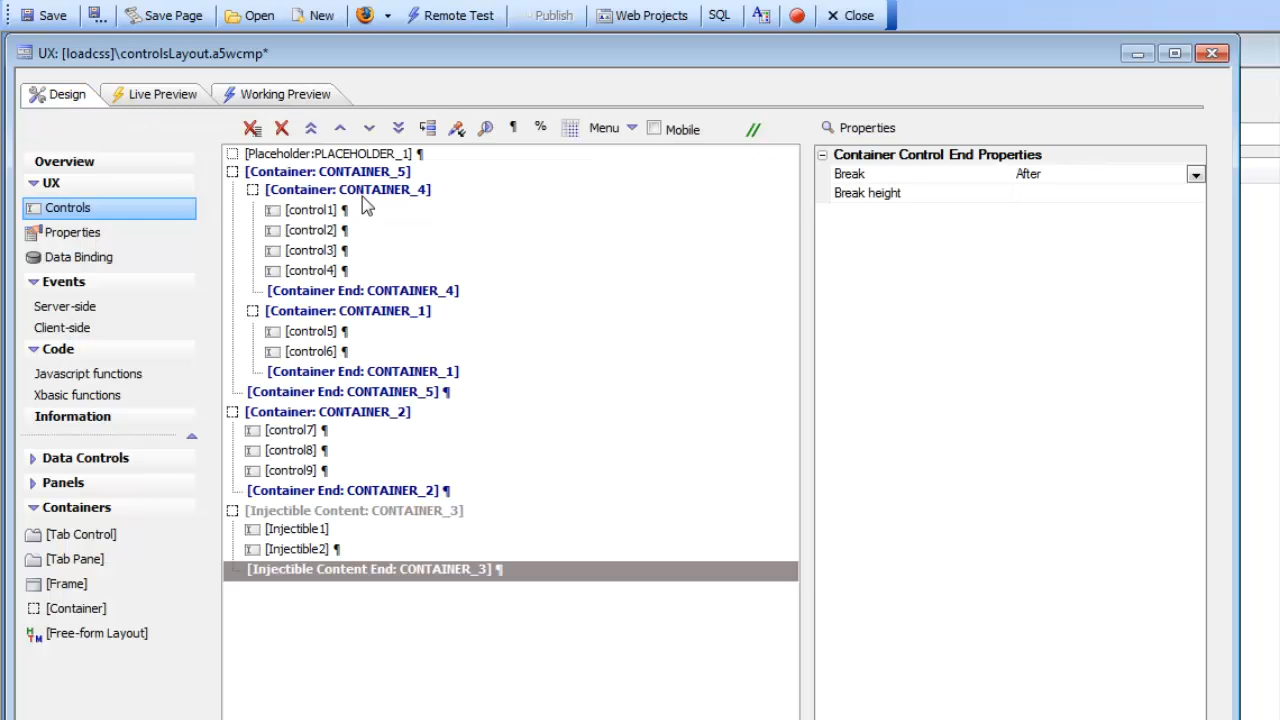 Save Save Page Open New Remote Test Publish Web Projects SQL A Close
UX: [loadcss]\controlsLayout.a5wcmp*
Design Live Preview Working Preview
¶ % Menu Mobile // Properties
Overview
UX
Controls
Properties
Data Binding
Events
Server-side
Client-side
Code
Javascript functions
Xbasic functions
Information
Data Controls
Panels
Containers
[Tab Control]
[Tab Pane]
[Frame]
[Container]
[Free-form Layout]
[Placeholder:PLACEHOLDER_1] ¶
[Container: CONTAINER_5]
[Container: CONTAINER_4]
[control1] ¶
[control2] ¶
[control3] ¶
[control4] ¶
[Container End: CONTAINER_4]
[Container: CONTAINER_1]
[control5] ¶
[control6] ¶
[Container End: CONTAINER_1]
[Container End: CONTAINER_5] ¶
[Container: CONTAINER_2]
[control7] ¶
[control8] ¶
[control9] ¶
[Container End: CONTAINER_2] ¶
[Injectible Content: CONTAINER_3]
[Injectible1]
[Injectible2] ¶
[Injectible Content End: CONTAINER_3] ¶
Container Control End Properties
Break After
Break height